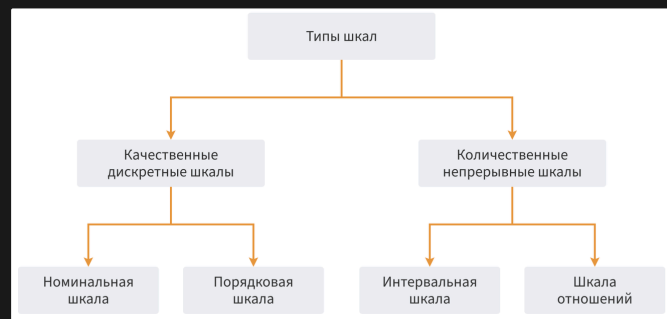 Типы шкал
Качественные
дискретные шкалы
Количественные
непрерывные шкалы
Номинальная
шкала
Порядковая
шкала
Интервальная
шкала
Шкала
отношений